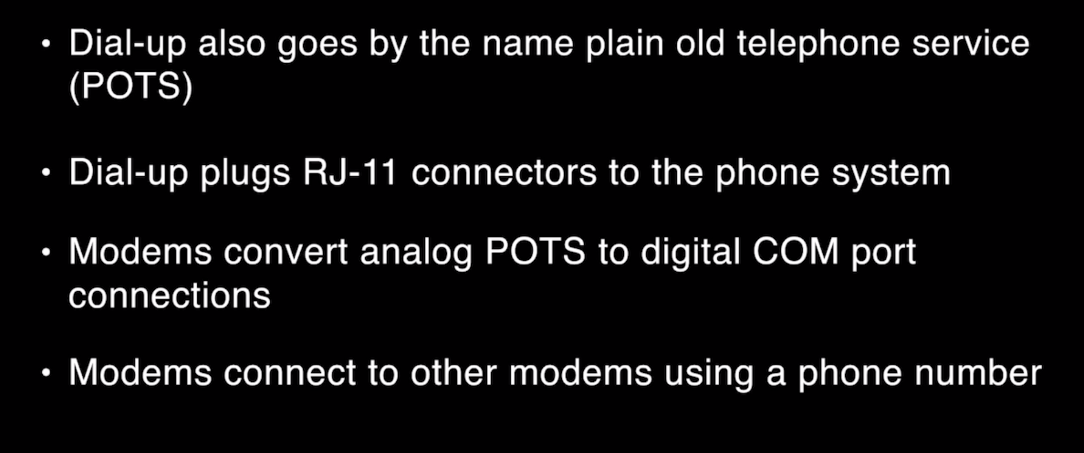 • Dial-up also goes by the name plain old telephone service
(POTS)
• Dial-up plugs RJ-11 connectors to the phone system
• Modems convert analog POTS to digital COM port
connections
• Modems connect to other modems using a phone number